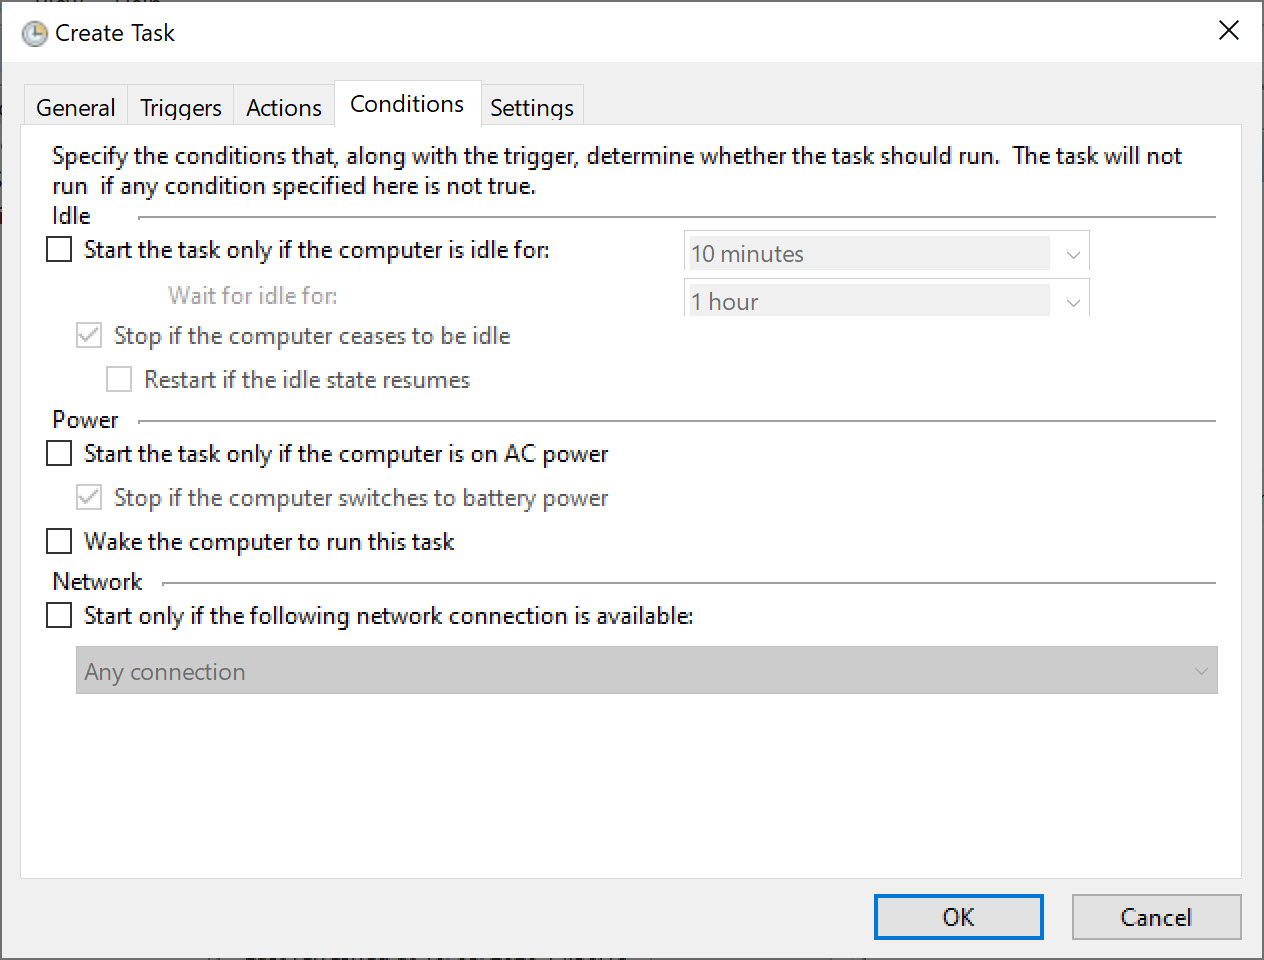 Create Task
General Triggers Actions Conditions Settings
Specify the conditions that, along with the trigger, determine whether the task should run.  The task will not
run  if any condition specified here is not true.
Idle
Start the task only if the computer is idle for: 10 minutes
Wait for idle for: 1 hour
Stop if the computer ceases to be idle
Restart if the idle state resumes
Power
Start the task only if the computer is on AC power
Stop if the computer switches to battery power
Wake the computer to run this task
Network
Start only if the following network connection is available:
Any connection
OK Cancel